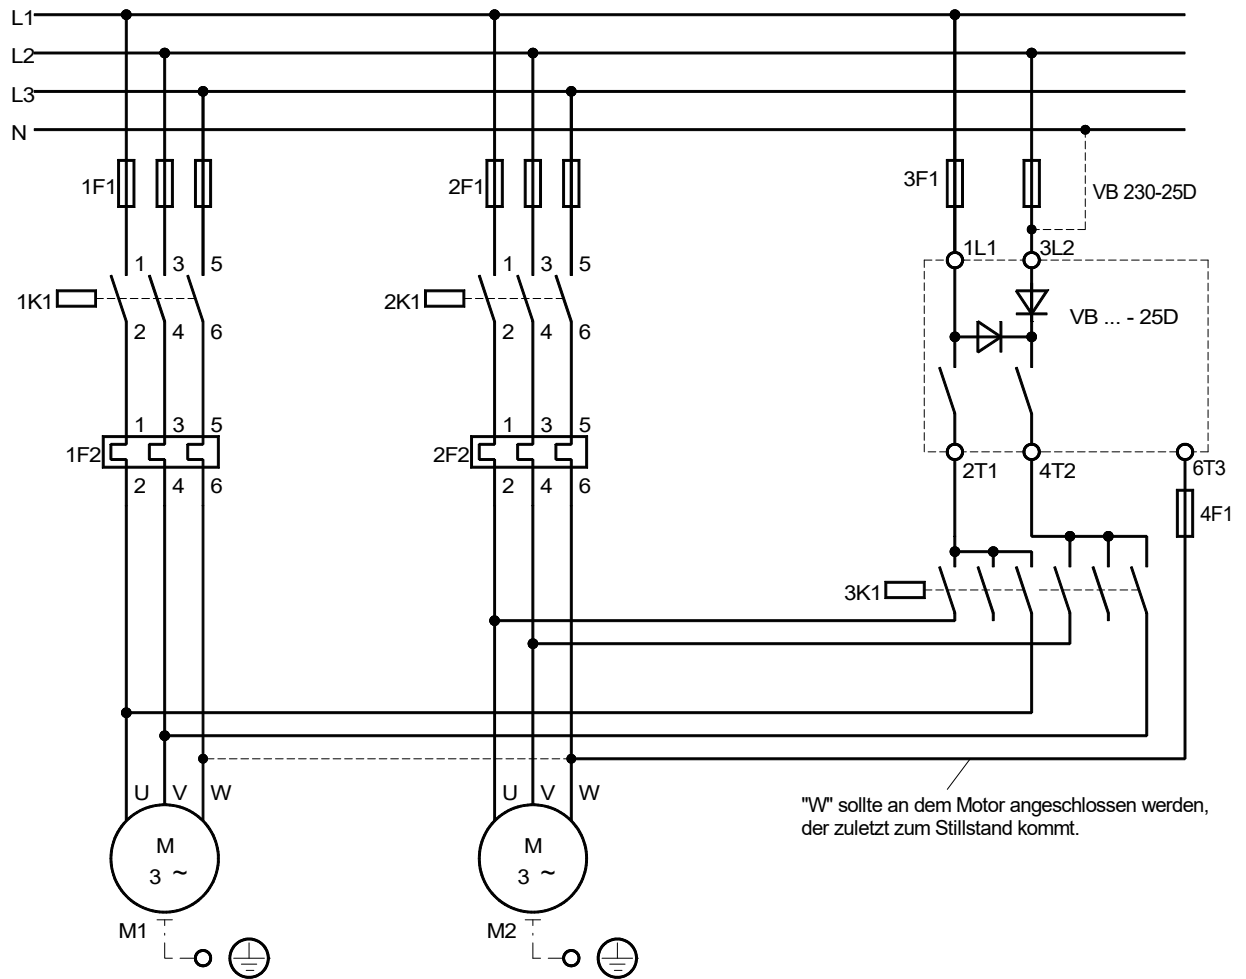 L1
L2
L3
N
1F1
2F1
3F1
VB 230-25D
1 3 5
1 3 5
1L1 3L2
1K1
2K1
VB ... - 25D
2 4 6
2 4 6
1 3 5
1 3 5
1F2
2F2
2T1 4T2 6T3
2 4 6
2 4 6
4F1
3K1
U V W
U V W
"W" sollte an dem Motor angeschlossen werden,
der zuletzt zum Stillstand kommt.
M
3 ~
M
3 ~
M1
M2